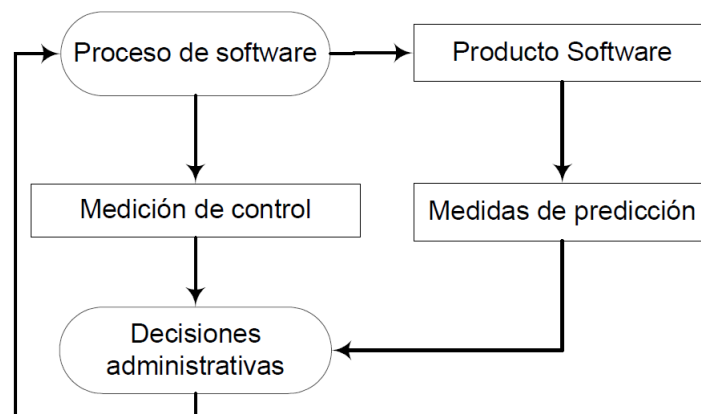 Proceso de software
Producto Software
Medición de control
Medidas de predicción
Decisiones
administrativas